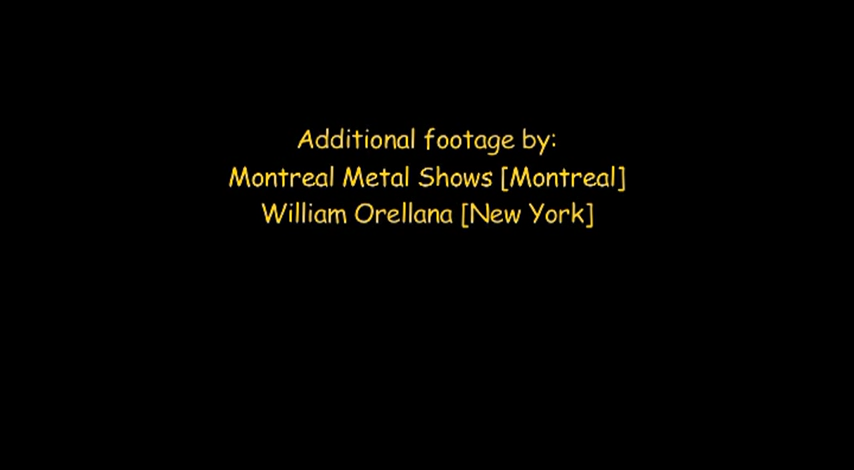 Additional footage by:
Montreal Metal Shows [Montreal]
William Orellana [New York]